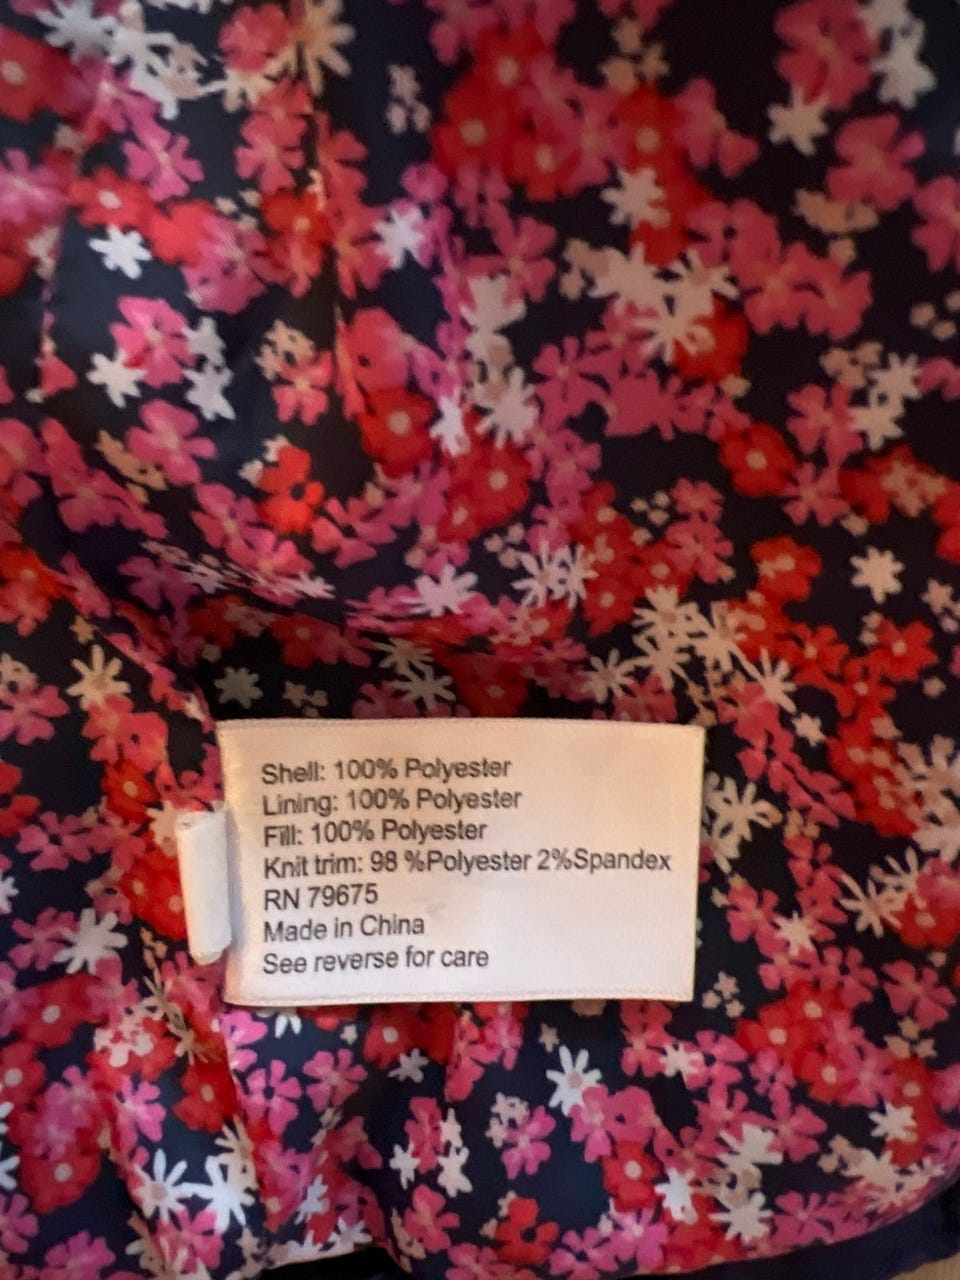 Shell: 100% Polyester
Lining: 100% Polyester
Fill: 100% Polyester
Knit trim: 98 %Polyester 2%Spandex
RN 79675
Made in China
See reverse for care